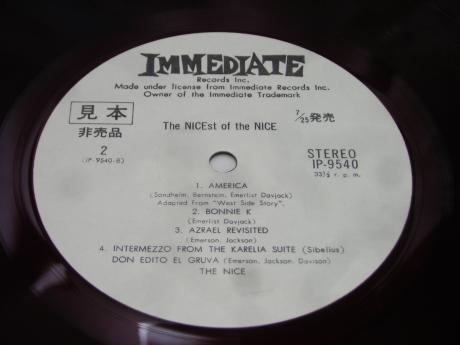 IMMEDIATE
Records Inc.
Made under license from Immediate Records Inc.
Owner of the Immediate Trademark
見本
非売品
The NICEst of the NICE
7/25発売
2
(IP-9540-B)
STEREO
IP-9540
33⅓ r. p. m.
1. AMERICA
(Sondheim, Bernstein, Emerlist Davjack)
Adapted From "West Side Story".
2. BONNIE K
(Emerlist Davjack)
3. AZRAEL REVISITED
(Emerson, Jackson)
4. INTERMEZZO FROM THE KARELIA SUITE (Sibelius)
DON EDITO EL GRUVA (Emerson, Jackson, Davison)
THE NICE